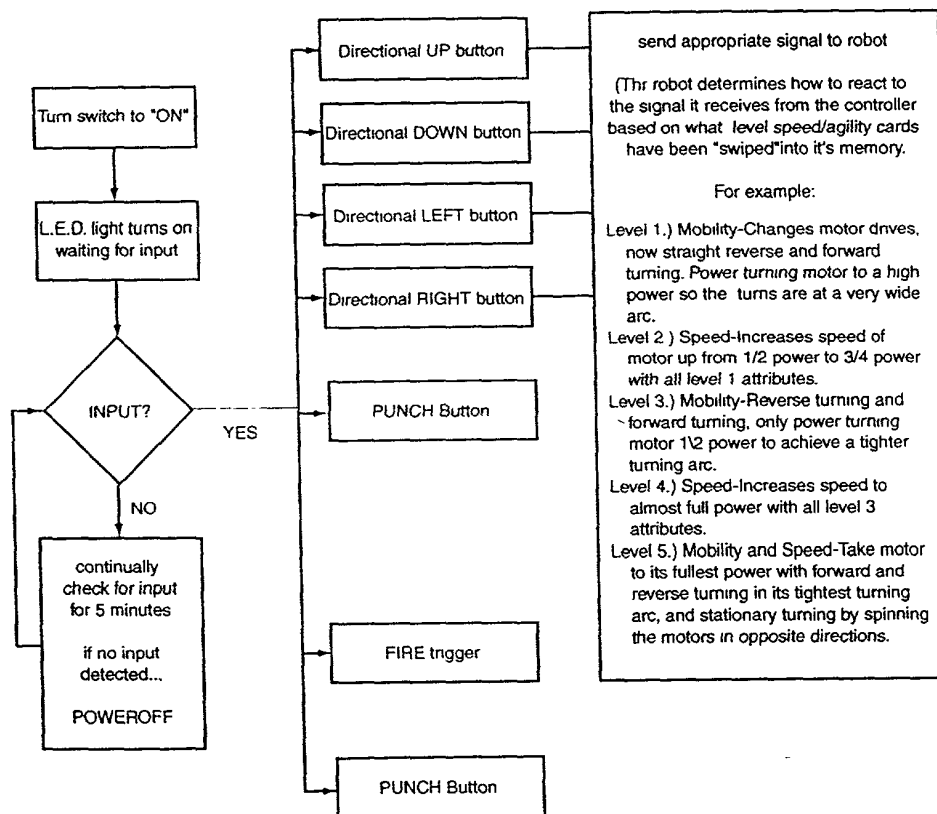 Turn switch to "ON"
L.E.D. light turns on
waiting for input
INPUT?
YES
NO
continually
check for input
for 5 minutes
if no input
detected...
POWEROFF
Directional UP button
Directional DOWN button
Directional LEFT button
Directional RIGHT button
PUNCH Button
FIRE trigger
PUNCH Button
send appropriate signal to robot
(Thr robot determines how to react to
the signal it receives from the controller
based on what level speed/agility cards
have been "swiped"into it's memory.
For example:
Level 1.) Mobility-Changes motor drives,
now straight reverse and forward
turning. Power turning motor to a high
power so the turns are at a very wide
arc.
Level 2 ) Speed-Increases speed of
motor up from 1/2 power to 3/4 power
with all level 1 attributes.
Level 3.) Mobility-Reverse turning and
forward turning, only power turning
motor 1\2 power to achieve a tighter
turning arc.
Level 4.) Speed-Increases speed to
almost full power with all level 3
attributes.
Level 5.) Mobility and Speed-Take motor
to its fullest power with forward and
reverse turning in its tightest turning
arc, and stationary turning by spinning
the motors in opposite directions.